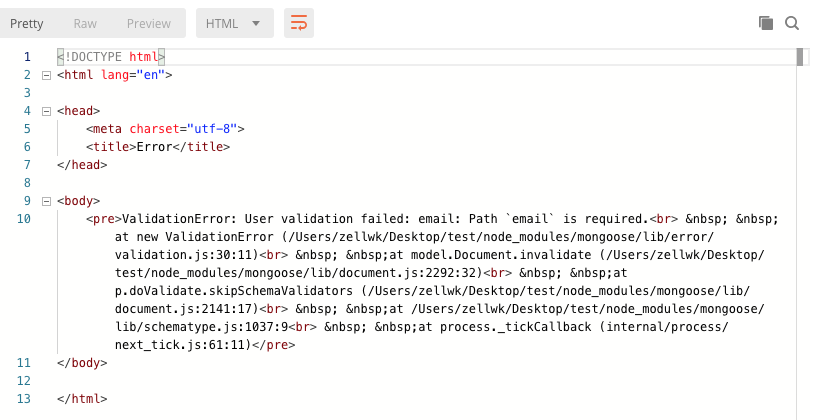 Pretty Raw Preview HTML
1 <!DOCTYPE html>
2 <html lang="en">
3
4 <head>
5 <meta charset="utf-8">
6 <title>Error</title>
7 </head>
8
9 <body>
10 <pre>ValidationError: User validation failed: email: Path `email` is required.<br> &nbsp; &nbsp;
at new ValidationError (/Users/zellwk/Desktop/test/node_modules/mongoose/lib/error/
validation.js:30:11)<br> &nbsp; &nbsp;at model.Document.invalidate (/Users/zellwk/Desktop/
test/node_modules/mongoose/lib/document.js:2292:32)<br> &nbsp; &nbsp;at
p.doValidate.skipSchemaValidators (/Users/zellwk/Desktop/test/node_modules/mongoose/lib/
document.js:2141:17)<br> &nbsp; &nbsp;at /Users/zellwk/Desktop/test/node_modules/mongoose/
lib/schematype.js:1037:9<br> &nbsp; &nbsp;at process._tickCallback (internal/process/
next_tick.js:61:11)</pre>
11 </body>
12
13 </html>